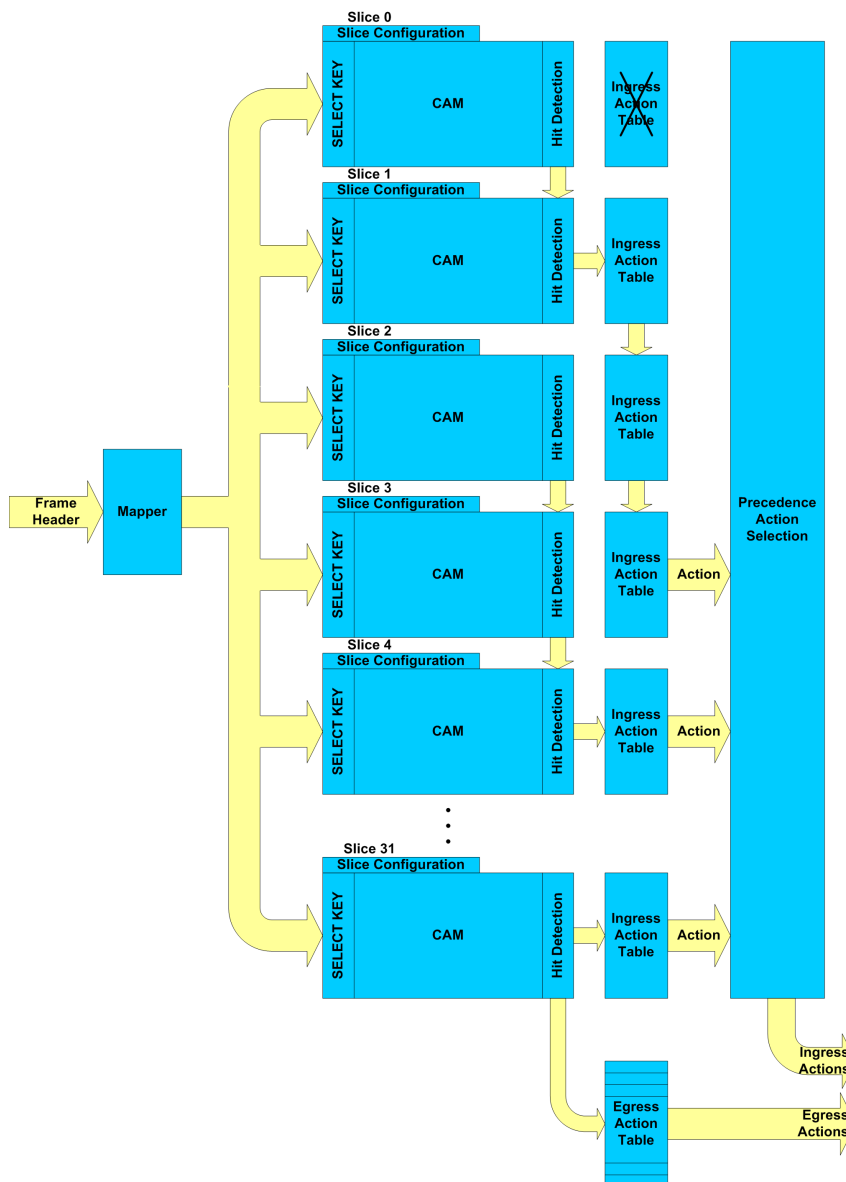 Slice 0
Slice Configuration
SELECT KEY
CAM
Hit Detection
Ingress
Action
Table
Slice 1
Slice Configuration
SELECT KEY
CAM
Hit Detection
Ingress
Action
Table
Slice 2
Slice Configuration
SELECT KEY
CAM
Hit Detection
Ingress
Action
Table
Frame
Header
Mapper
Slice 3
Slice Configuration
SELECT KEY
CAM
Hit Detection
Ingress
Action
Table
Action
Precedence
Action
Selection
Slice 4
Slice Configuration
SELECT KEY
CAM
Hit Detection
Ingress
Action
Table
Action
Slice 31
Slice Configuration
SELECT KEY
CAM
Hit Detection
Ingress
Action
Table
Action
Ingress
Actions
Egress
Action
Table
Egress
Actions